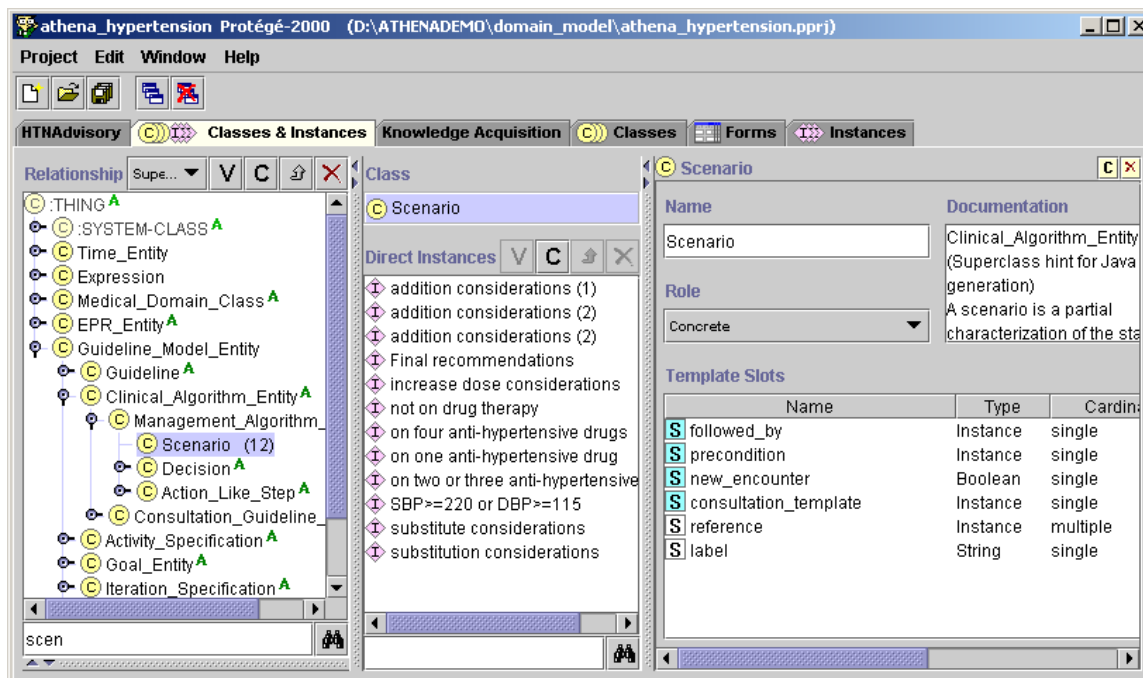 athena_hypertension Protégé-2000 (D:\ATHENADEMO\domain_model\athena_hypertension.pprj)
Project Edit Window Help
HTNAdvisory C I Classes & Instances Knowledge Acquisition C Classes Forms I Instances
Relationship Supe... V C
C :THING A
C :SYSTEM-CLASS A
C Time_Entity
C Expression
C Medical_Domain_Class A
C EPR_Entity A
C Guideline_Model_Entity
C Guideline A
C Clinical_Algorithm_Entity A
C Management_Algorithm_
C Scenario (12)
C Decision A
C Action_Like_Step A
C Consultation_Guideline_
C Activity_Specification A
C Goal_Entity A
C Iteration_Specification A
scen
Class
C Scenario
Direct Instances V C
I addition considerations (1)
I addition considerations (2)
I addition considerations (2)
I Final recommendations
I increase dose considerations
I not on drug therapy
I on four anti-hypertensive drugs
I on one anti-hypertensive drug
I on two or three anti-hypertensive
I SBP>=220 or DBP>=115
I substitute considerations
I substitution considerations
C Scenario C
Name
Scenario
Role
Concrete
Documentation
Clinical_Algorithm_Entity
(Superclass hint for Java
generation)
A scenario is a partial
characterization of the sta
Template Slots
Name Type Cardina
S followed_by Instance single
S precondition Instance single
S new_encounter Boolean single
S consultation_template Instance single
S reference Instance multiple
S label String single